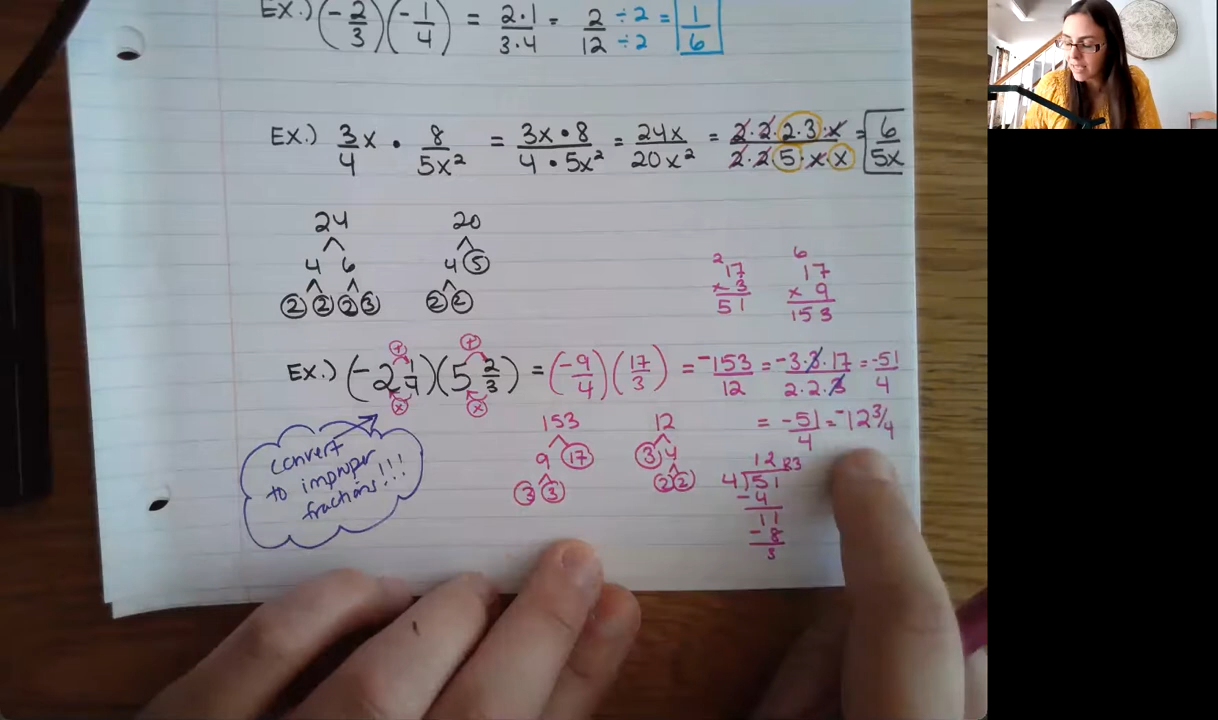 Ex.) (-2/3)(-1/4) = 2·1/3·4 = 2/12 ÷2/÷2 = 1/6
Ex.) 3/4 x • 8/5x² = 3x•8/4•5x² = 24x/20x² = 2·2·2·3·x/2·2·5·x·x = 6/5x
24 20
4 6 4 5
2 2 2 3 2 2
2 6
17 17
x 3 x 9
51 153
+ +
Ex.) (-2 1/4)(5 2/3) = (-9/4)(17/3) = -153/12 = -3·3·17/2·2·3 = -51/4
x x
= -51/4 = -12 3/4
convert to improper fractions!!!
153 12
9 17 3 4
3 3 2 2
12 R3
4)51
-4
11
-8
3